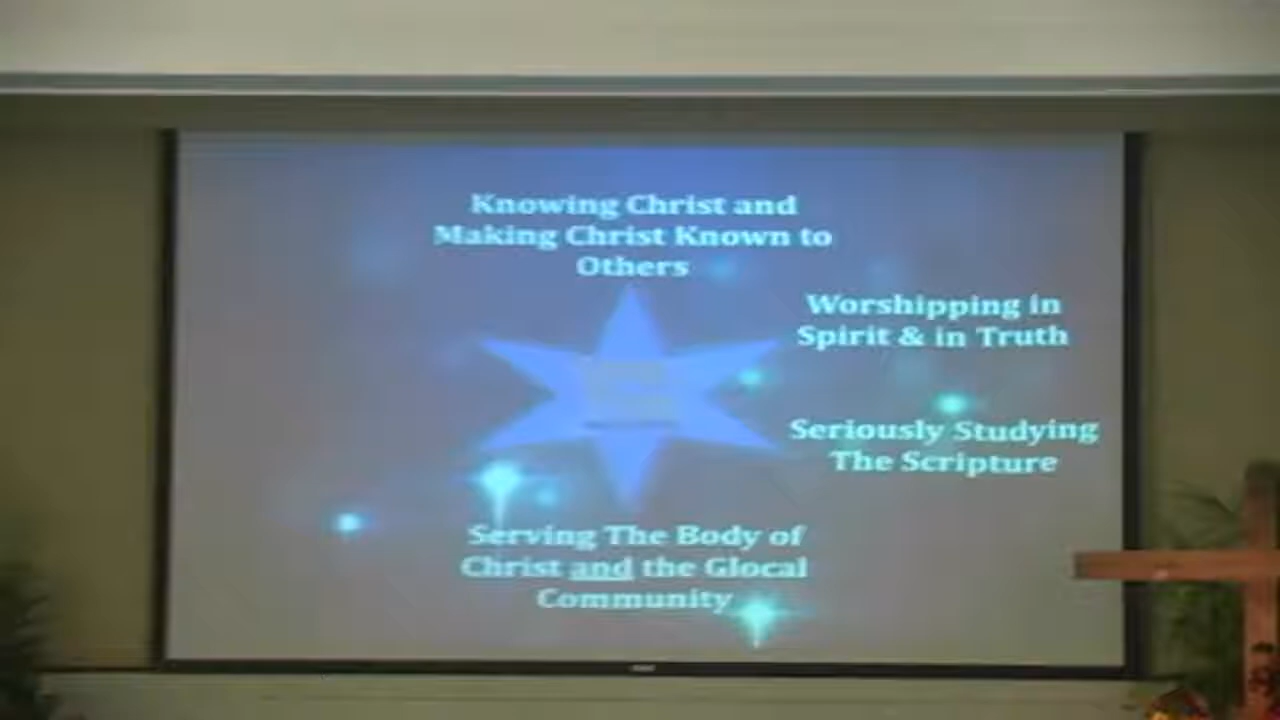 Knowing Christ and
Making Christ Known to
Others
Worshipping in
Spirit & in Truth
Seriously Studying
The Scripture
Serving The Body of
Christ and the Glocal
Community